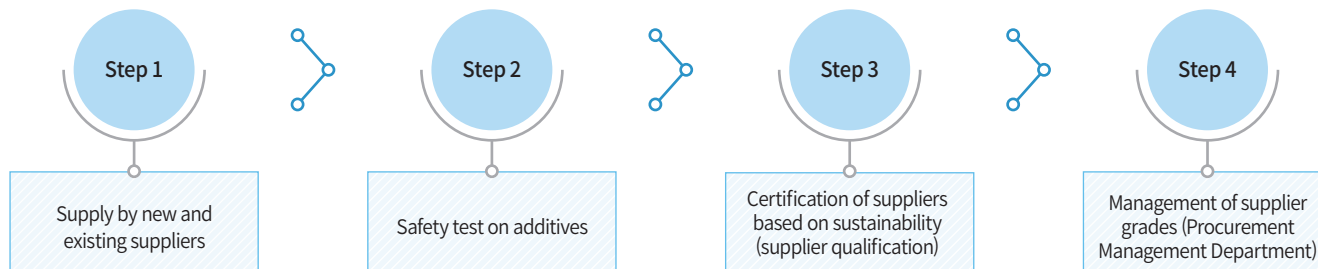 Step 1
Step 2
Step 3
Step 4
Supply by new and
existing suppliers
Safety test on additives
Certification of suppliers
based on sustainability
(supplier qualification)
Management of supplier
grades (Procurement
Management Department)